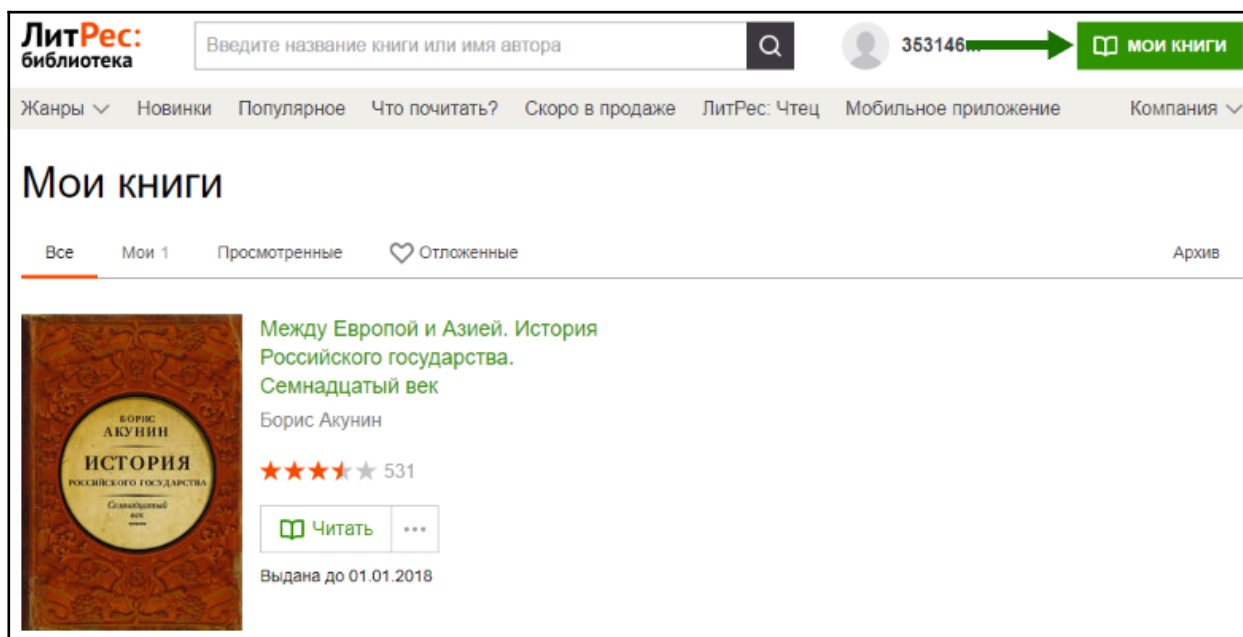 ЛитРес:
библиотека
Введите название книги или имя автора
353146...
МОИ КНИГИ
Жанры Новинки Популярное Что почитать? Скоро в продаже ЛитРес: Чтец Мобильное приложение Компания
Мои книги
Все Мои 1 Просмотренные Отложенные Архив
Между Европой и Азией. История
Российского государства.
Семнадцатый век
Борис Акунин
531
Читать ...
Выдана до 01.01.2018
БОРИС
АКУНИН
ИСТОРИЯ
РОССИЙСКОГО ГОСУДАРСТВА
Семнадцатый
век